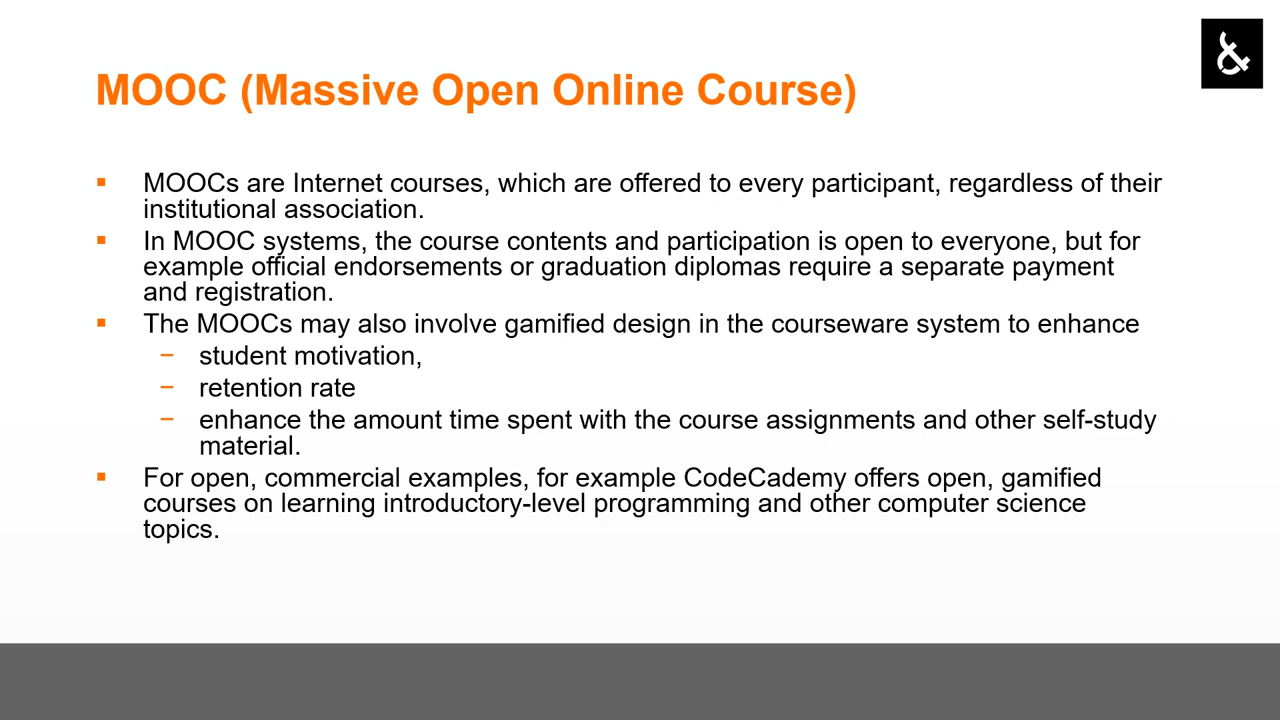 &
MOOC (Massive Open Online Course)
▪ MOOCs are Internet courses, which are offered to every participant, regardless of their
institutional association.
▪ In MOOC systems, the course contents and participation is open to everyone, but for
example official endorsements or graduation diplomas require a separate payment
and registration.
▪ The MOOCs may also involve gamified design in the courseware system to enhance
− student motivation,
− retention rate
− enhance the amount time spent with the course assignments and other self-study
material.
▪ For open, commercial examples, for example CodeCademy offers open, gamified
courses on learning introductory-level programming and other computer science
topics.